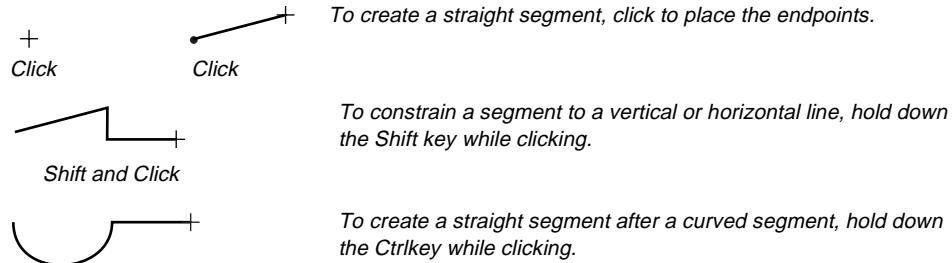 To create a straight segment, click to place the endpoints.
Click
Click
To constrain a segment to a vertical or horizontal line, hold down
the Shift key while clicking.
Shift and Click
To create a straight segment after a curved segment, hold down
the Ctrlkey while clicking.